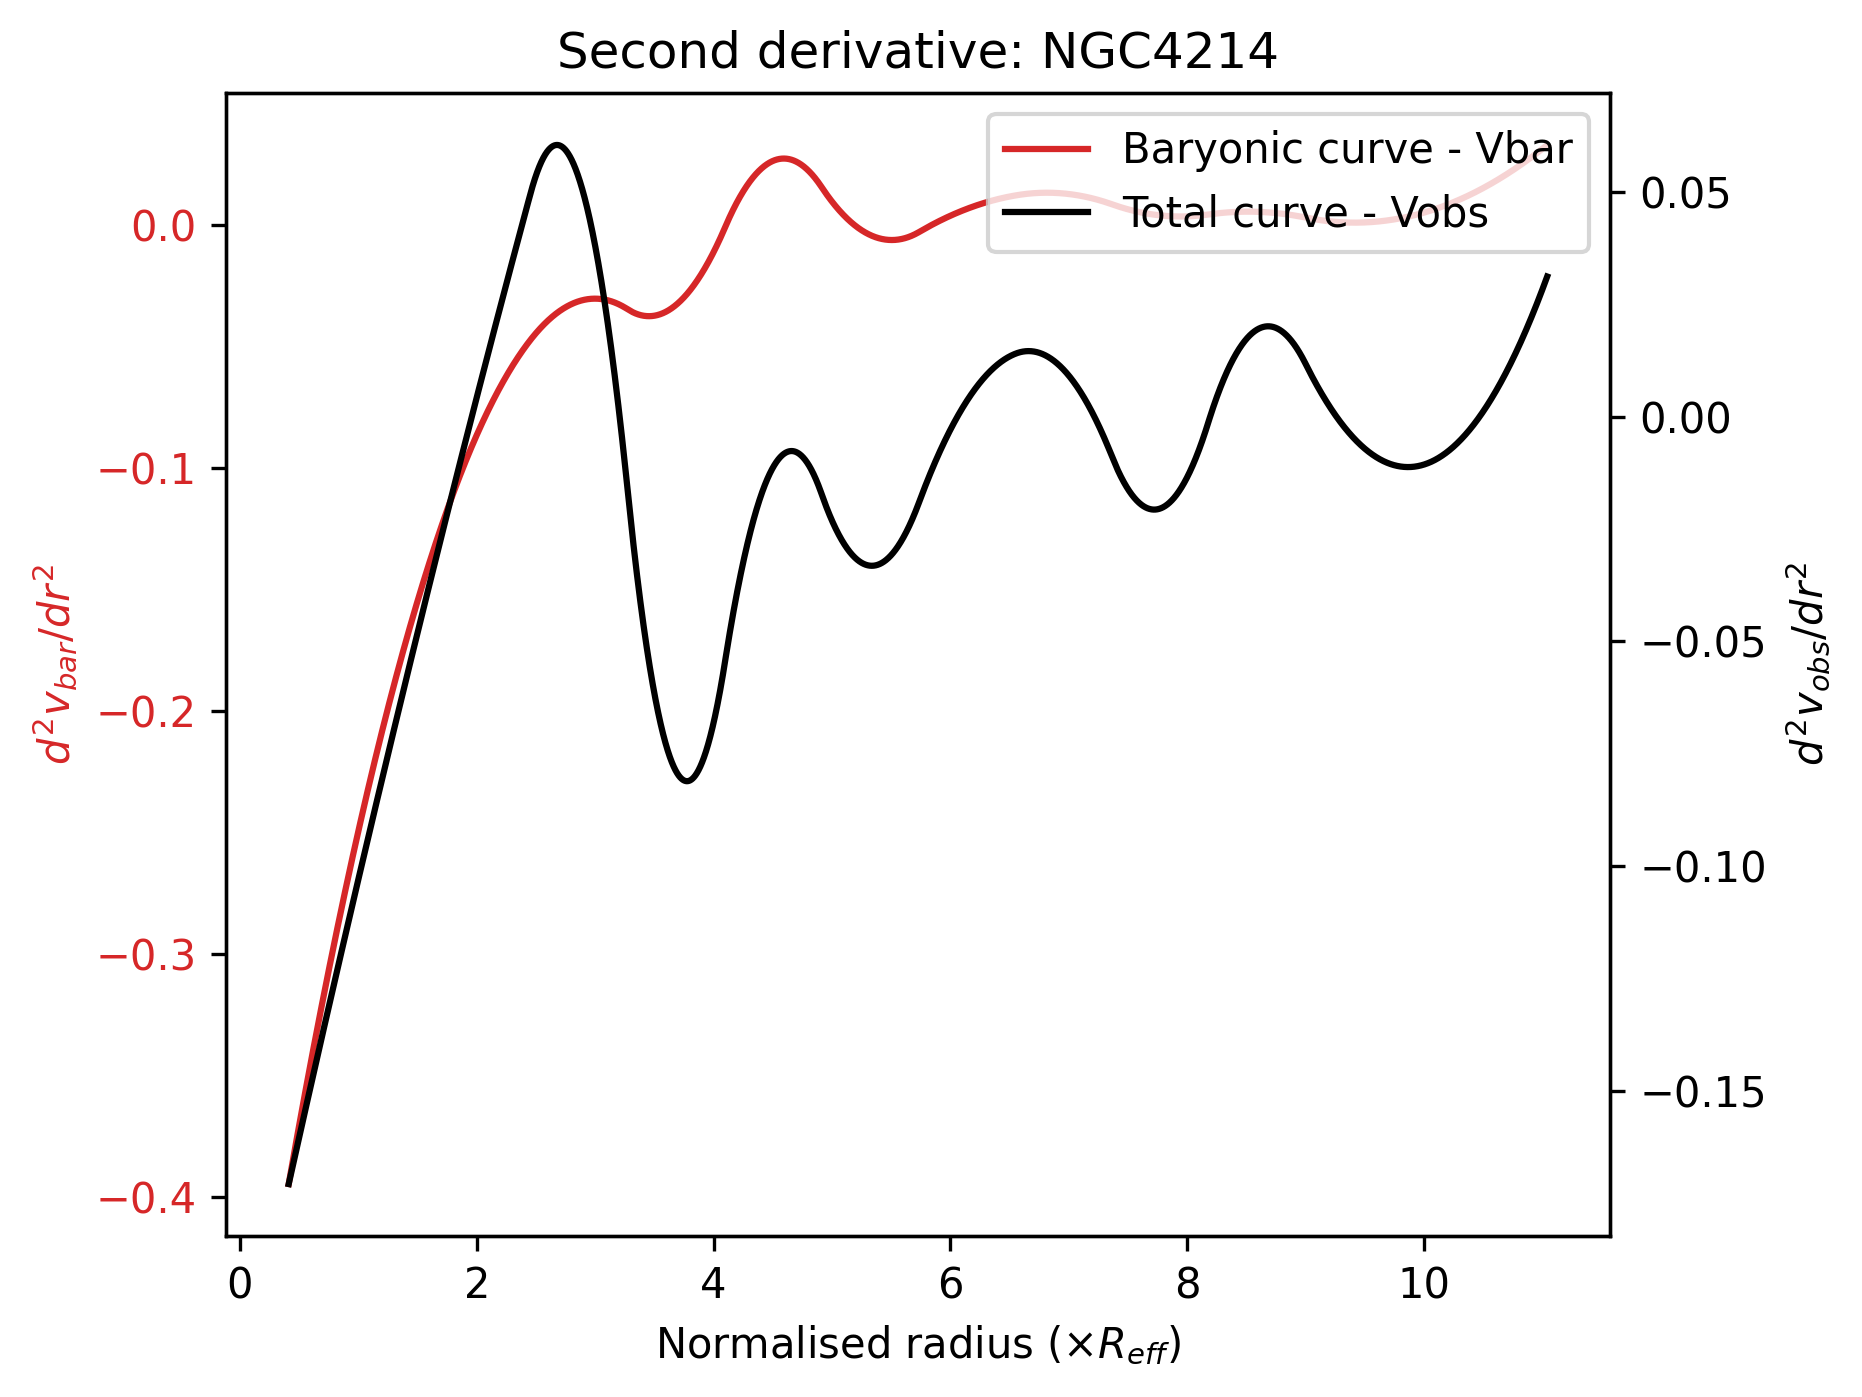 Second derivative: NGC4214
Baryonic curve - Vbar
Total curve - Vobs
0.0
−0.1
−0.2
−0.3
−0.4
d²v_bar/dr²
0.05
0.00
−0.05
−0.10
−0.15
d²v_obs/dr²
0 2 4 6 8 10
Normalised radius (×R_eff)